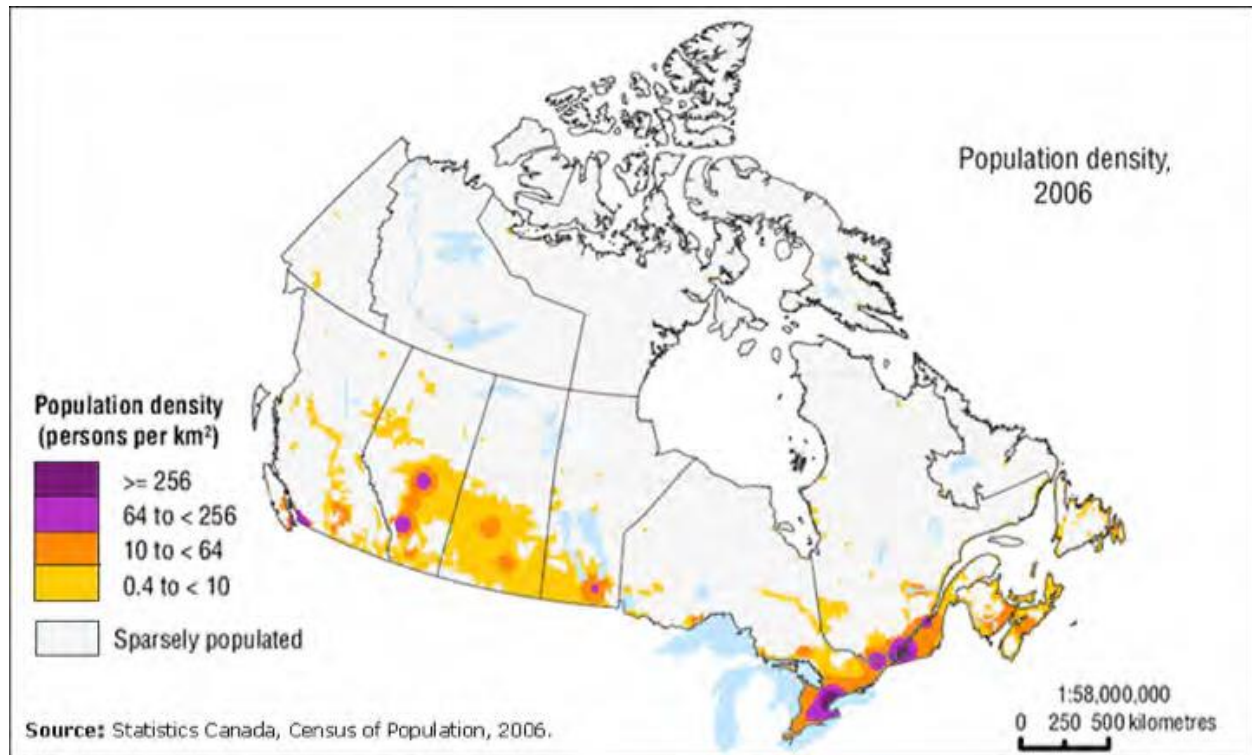 Population density,
2006
Population density
(persons per km²)
>= 256
64 to < 256
10 to < 64
0.4 to < 10
Sparsely populated
1:58,000,000
0 250 500 kilometres
Source: Statistics Canada, Census of Population, 2006.